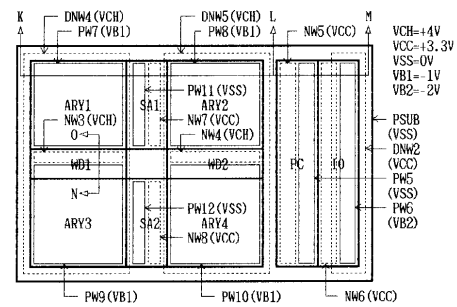 K DNW4(VCH) DNW5(VCH) L M
PW7(VB1) PW8(VB1) NW5(VCC)
VCH=+4V
VCC=+3.3V
VSS=0V
VB1=-1V
VB2=-2V
PW11(VSS)
ARY1 SA1 ARY2
NW3(VCH) NW7(VCC)
O NW4(VCH)
PSUB
(VSS)
DNW2
(VCC)
WD1 WD2 PC IO
PW5
(VSS)
N
PW6
(VB2)
PW12(VSS)
ARY3 SA2 ARY4
NW8(VCC)
PW9(VB1) PW10(VB1) NW6(VCC)